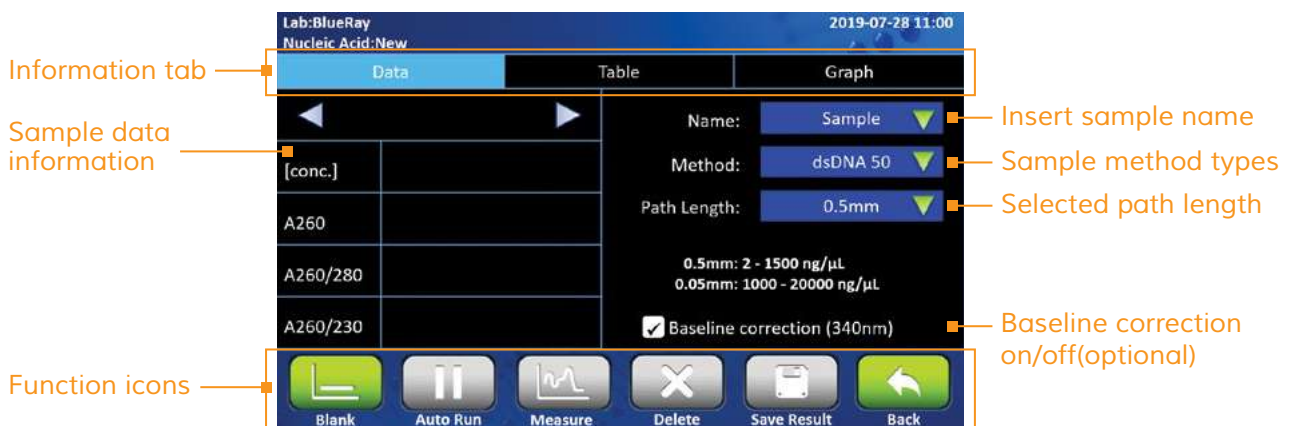 Lab:BlueRay
2019-07-28 11:00
Nucleic Acid:New
Information tab
Data
Table
Graph
Sample data
information
Name:
Sample
Insert sample name
[conc.]
Method:
dsDNA 50
Sample method types
Path Length:
0.5mm
Selected path length
A260
0.5mm: 2 - 1500 ng/µL
0.05mm: 1000 - 20000 ng/µL
A260/280
A260/230
Baseline correction (340nm)
Baseline correction
on/off(optional)
Function icons
Blank
Auto Run
Measure
Delete
Save Result
Back